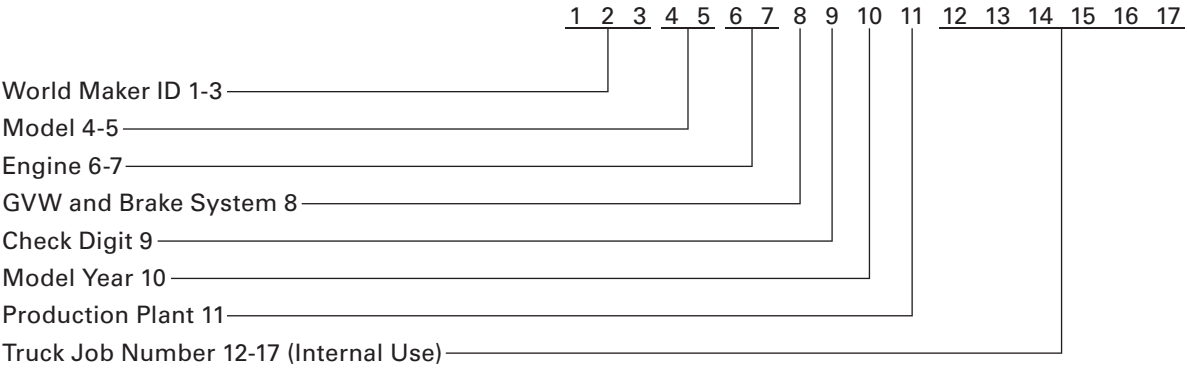 1 2 3 4 5 6 7 8 9 10 11 12 13 14 15 16 17
World Maker ID 1-3
Model 4-5
Engine 6-7
GVW and Brake System 8
Check Digit 9
Model Year 10
Production Plant 11
Truck Job Number 12-17 (Internal Use)